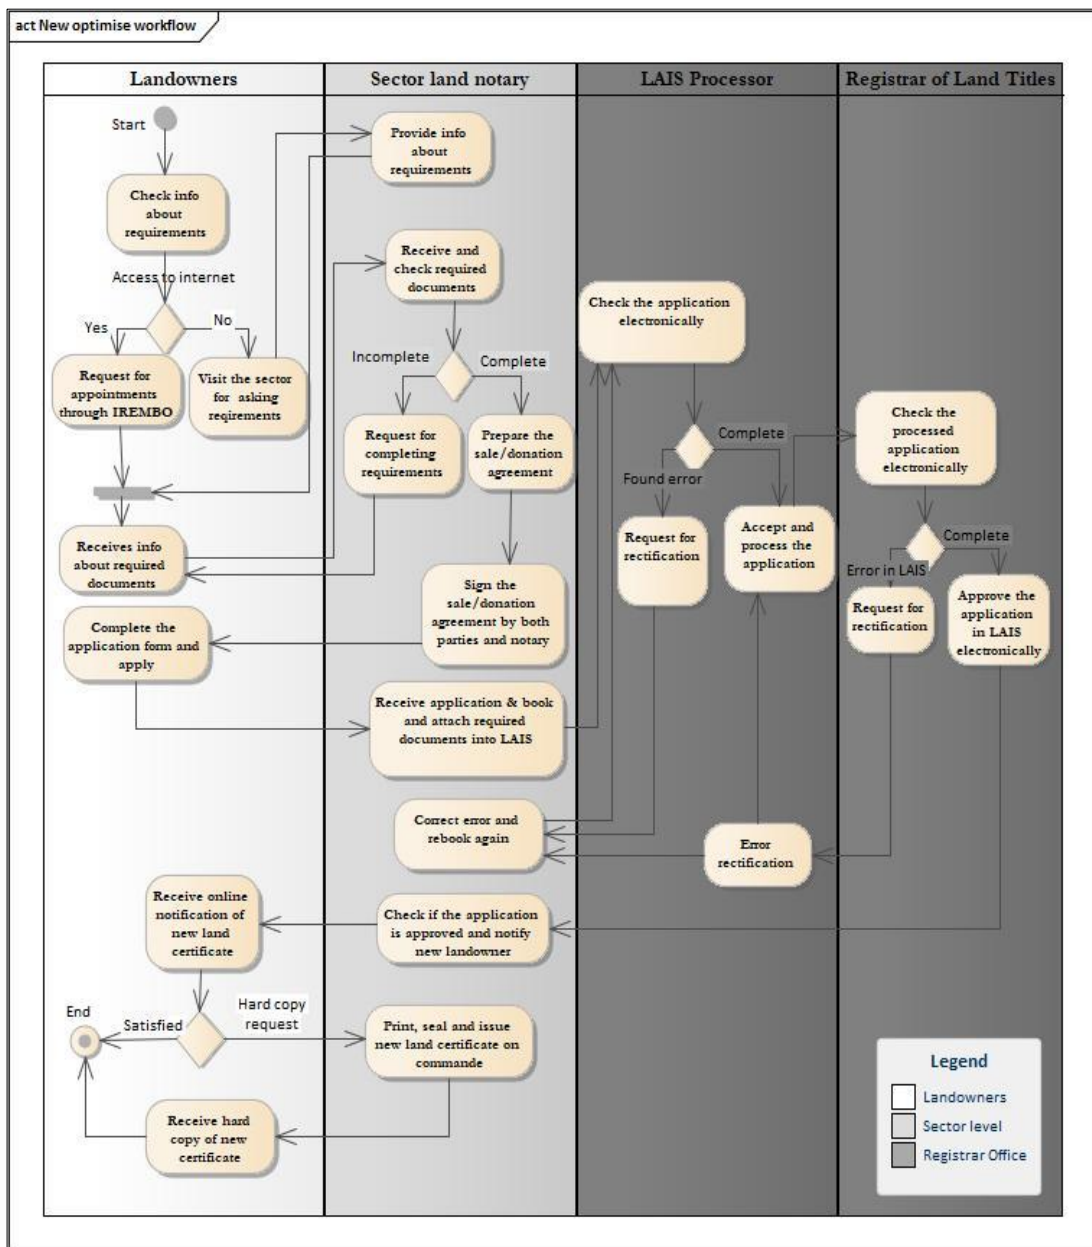 act New optimise workflow
Landowners
Sector land notary
LAIS Processor
Registrar of Land Titles
Start
Provide info
about
requirements
Check info
about
requirements
Receive and
check required
documents
Access to internet
Check the application
electronically
Yes
No
Incomplete
Complete
Request for
appointments
through IREMBO
Visit the sector
for asking
reqirements
Request for
completing
requirements
Prepare the
sale/donation
agreement
Complete
Check the
processed
application
electronically
Found error
Receives info
about required
documents
Request for
rectification
Accept and
process the
application
Complete
Error in LAIS
Sign the
sale/donation
agreement by both
parties and notary
Request for
rectification
Approve the
application
in LAIS
electronically
Complete the
application form and
apply
Receive application & book
and attach required
documents into LAIS
Correct error and
rebook again
Error
rectification
Receive online
notification of
new land
certificate
Check if the application
is approved and notify
new landowner
End
Satisfied
Hard copy
request
Print, seal and issue
new land certificate on
commande
Receive hard
copy of new
certificate
Legend
Landowners
Sector level
Registrar Office